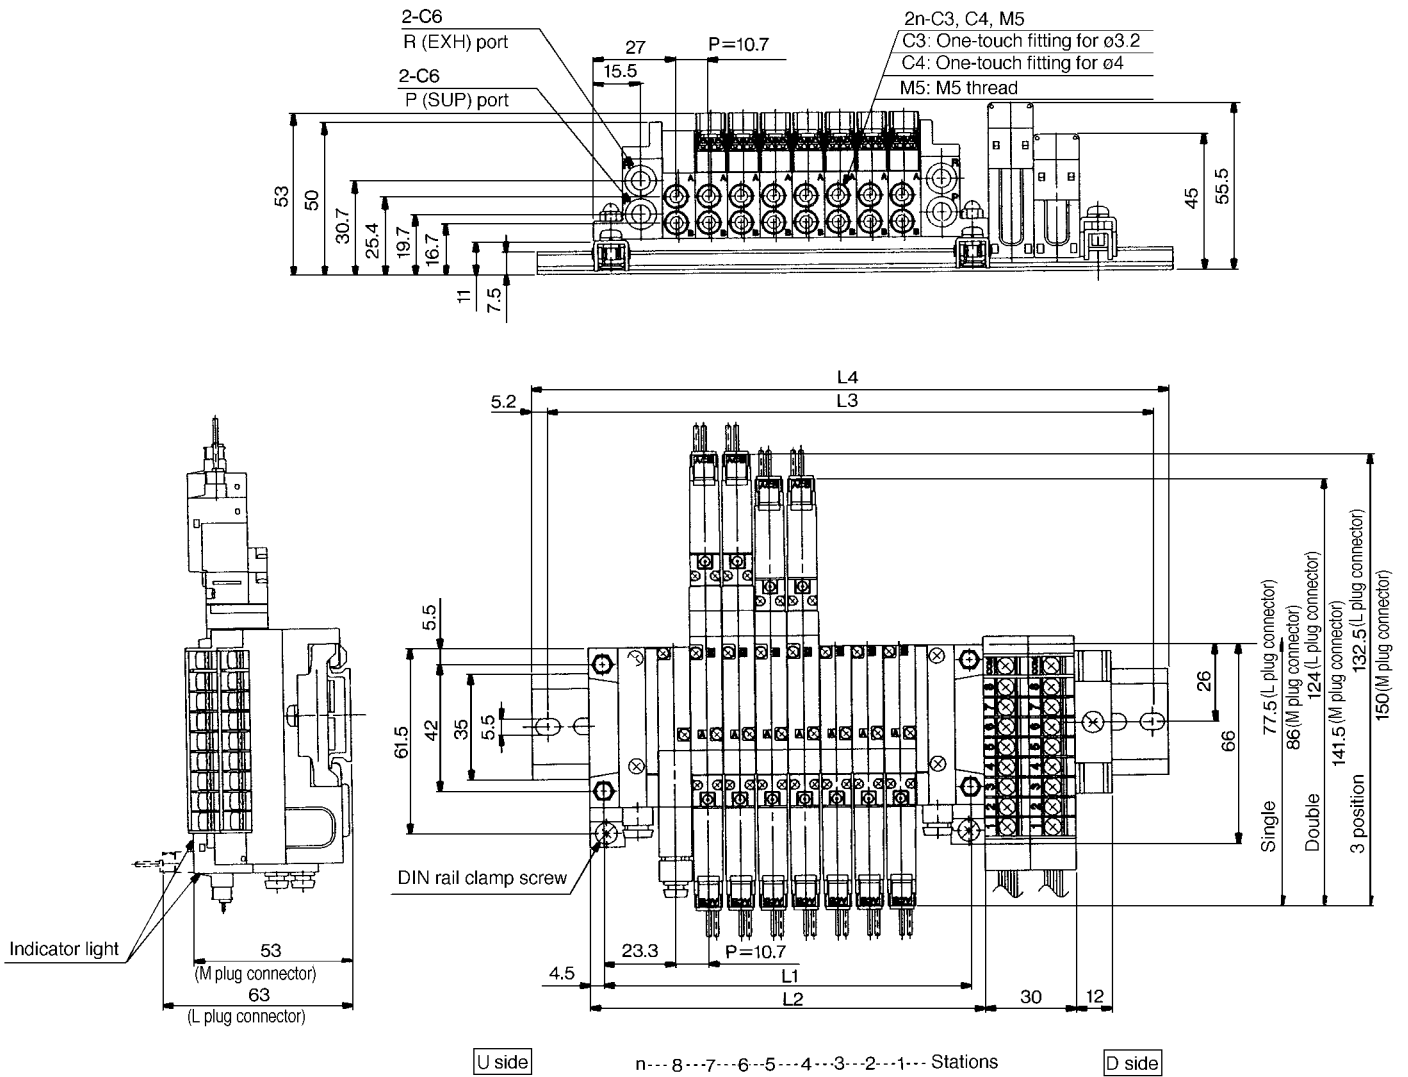 2-C6
R (EXH) port
2-C6
P (SUP) port
27
P=10.7
15.5
2n-C3, C4, M5
C3: One-touch fitting for ø3.2
C4: One-touch fitting for ø4
M5: M5 thread
53
50
30.7
25.4
19.7
16.7
11
7.5
45
55.5
L4
5.2
L3
5.5
61.5
42
35
5.5
26
66
Single
77.5 (L plug connector)
86 (M plug connector)
Double
124 (L plug connector)
141.5 (M plug connector)
3 position
132.5 (L plug connector)
150 (M plug connector)
DIN rail clamp screw
Indicator light
53
(M plug connector)
63
(L plug connector)
23.3
P=10.7
4.5
L1
L2
30
12
U side
n---8---7---6---5---4---3---2---1--- Stations
D side